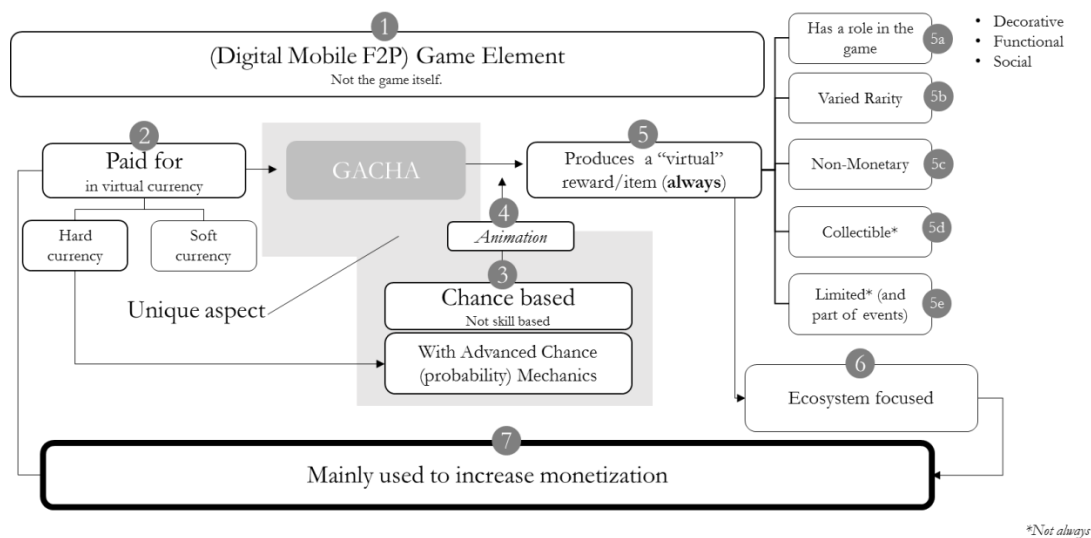 1
(Digital Mobile F2P) Game Element
Not the game itself.
2
Paid for
in virtual currency
Hard
currency
Soft
currency
Unique aspect
GACHA
4
Animation
3
Chance based
Not skill based
With Advanced Chance
(probability) Mechanics
5
Produces a “virtual”
reward/item (always)
Has a role in the
game
5a
• Decorative
• Functional
• Social
Varied Rarity
5b
Non-Monetary
5c
Collectible*
5d
Limited* (and
part of events)
5e
6
Ecosystem focused
7
Mainly used to increase monetization
*Not always